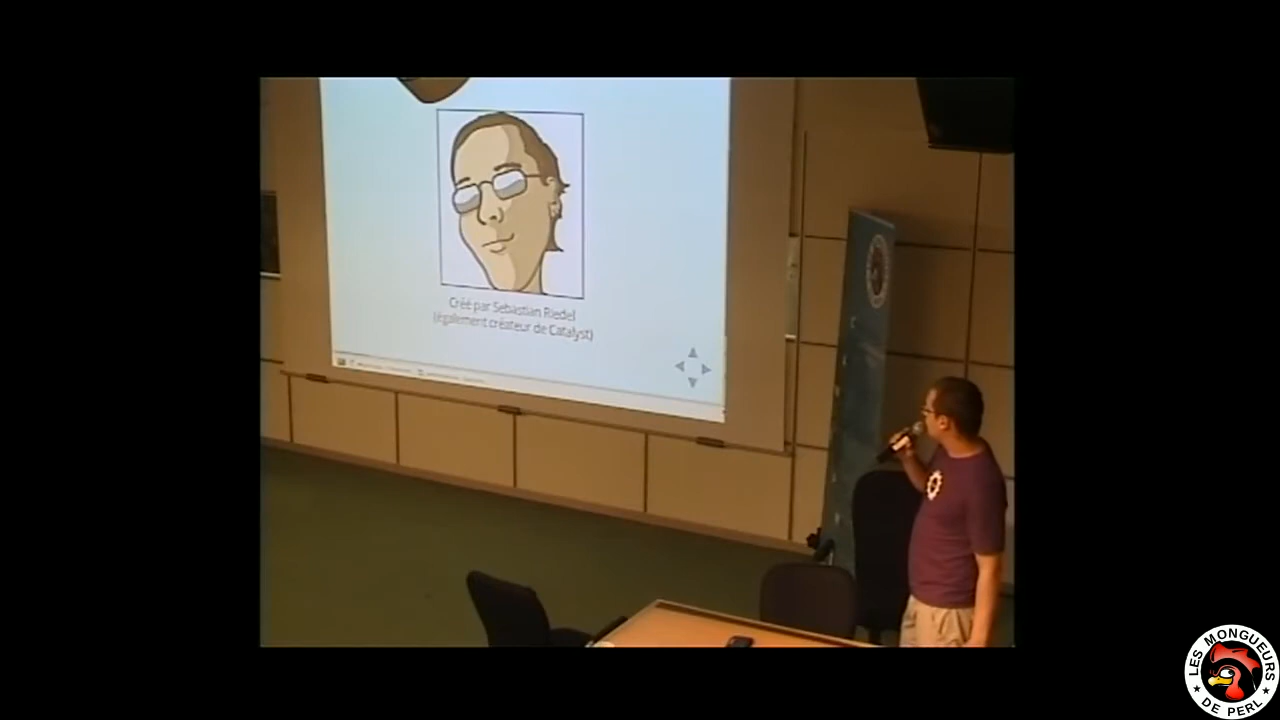 Créé par Sebastian Riedel
(également créateur de Catalyst)
LES MONGUEURS
DE PERL